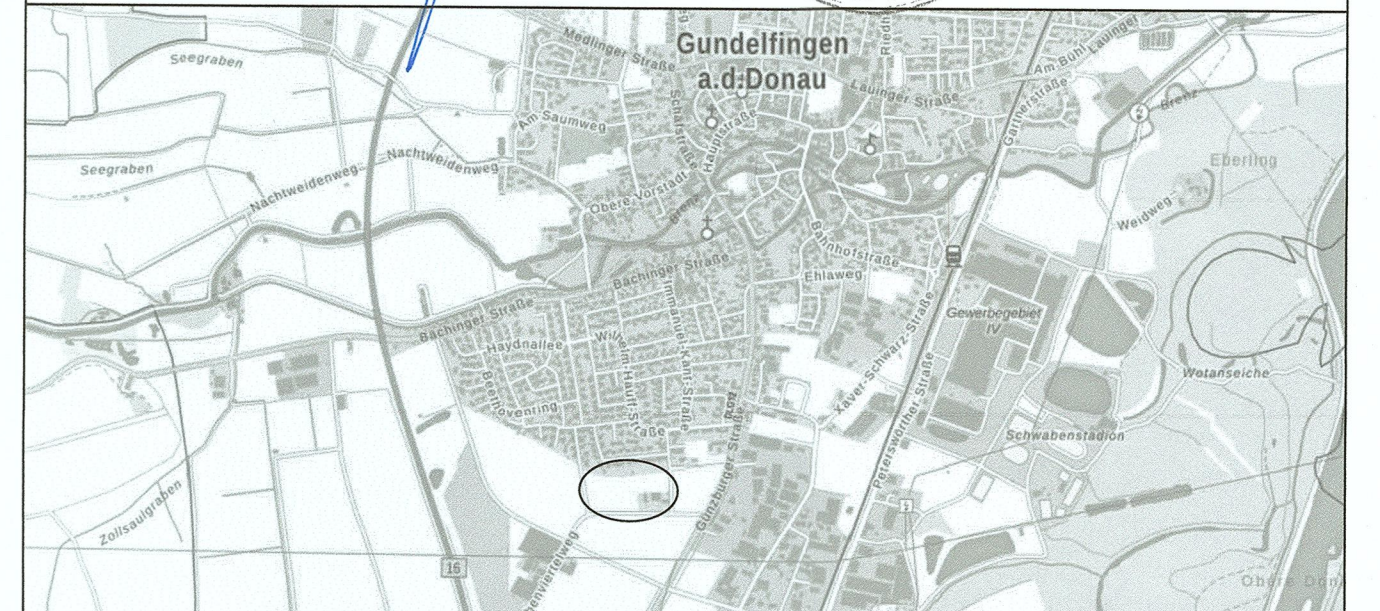 Gundelfingen
a.d.Donau
Medlinger Straße
Seegraben
Am Bühl
Lauinger
Lauinger Straße
Gärtnerstraße
Brenz
Schafstraße
Hauptstraße
Am Saumweg
Nachtweidenweg
Nachtweidenweg
Seegraben
Eberling
Obere Vorstadt
Brenz
Weidweg
Bahnhofstraße
Bächinger Straße
Ehlaweg
Bächinger Straße
Gewerbegebiet
IV
Haydnallee
Wilhelm-Hauff-Straße
Immanuel-Kant-Straße
Xaver-Schwarz-Straße
Wotanseiche
Beethovenring
Peterswörther Straße
Schwabenstadion
Günzburger Straße
Zollsaulgraben
16